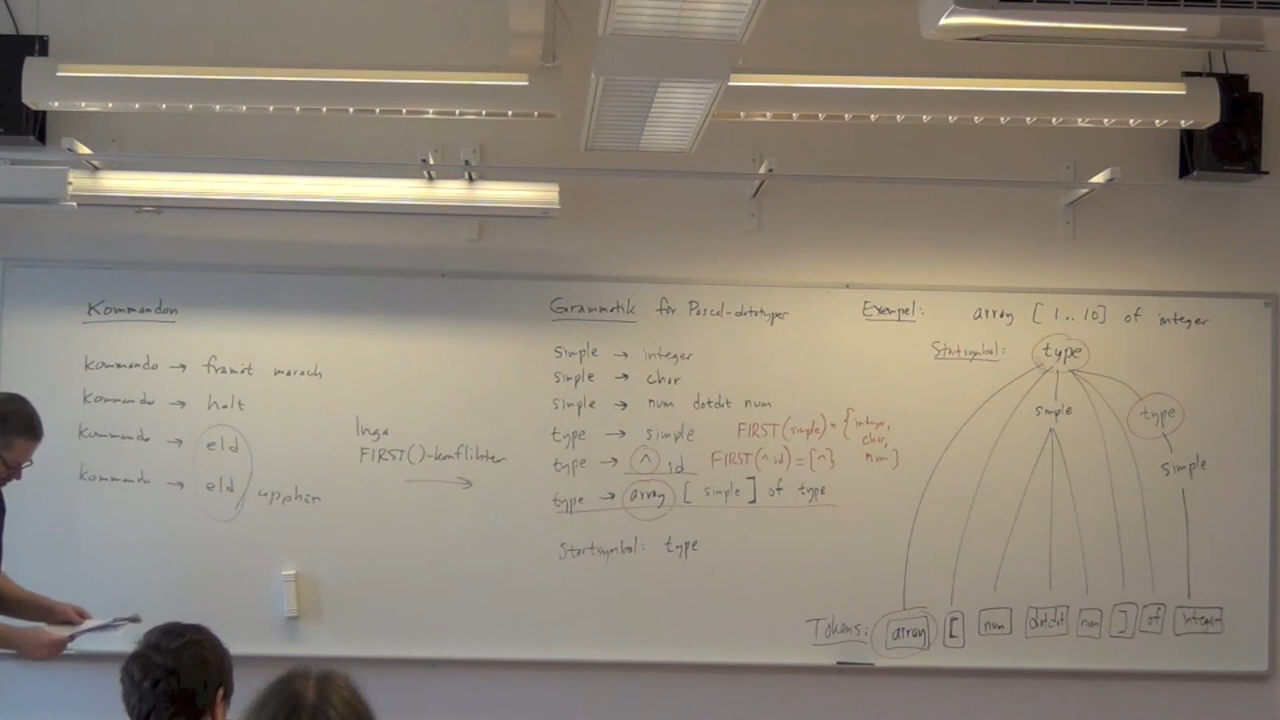 Kommandon
kommando → framåt marsch
kommando → halt
kommando → eld
kommando → eld upphör
Inga
FIRST()-konflikter
Grammatik för Pascal-datatyper
simple → integer
simple → char
simple → num dotdot num
type → simple
type → ^ id
type → array [ simple ] of type
FIRST(simple) = {integer,
char,
num}
FIRST(^ id) = {^}
Startsymbol: type
Exempel: array [ 1 .. 10 ] of integer
Startsymbol: type
simple type
simple
Tokens: array [ num dotdot num ] of integer